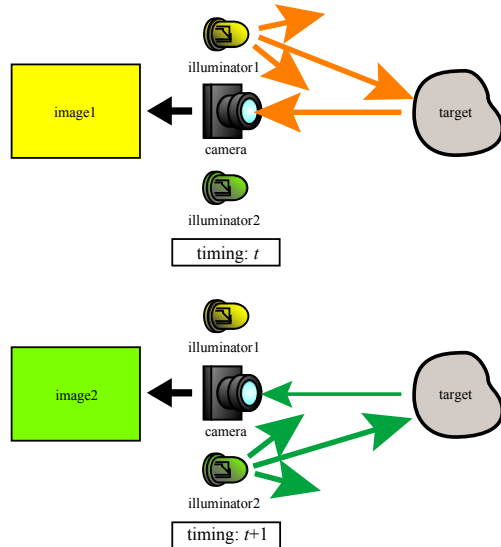 illuminator1
image1
target
camera
illuminator2
timing: t
illuminator1
image2
target
camera
illuminator2
timing: t+1